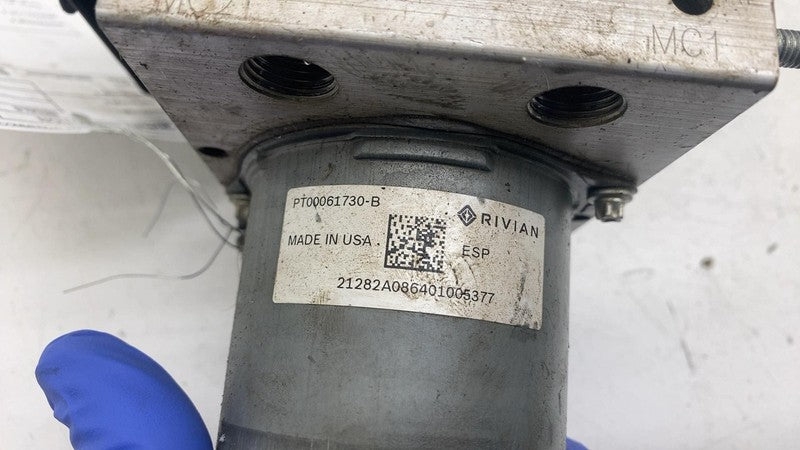 MC1
PT00061730-B
RIVIAN
MADE IN USA
ESP
21282A086401005377